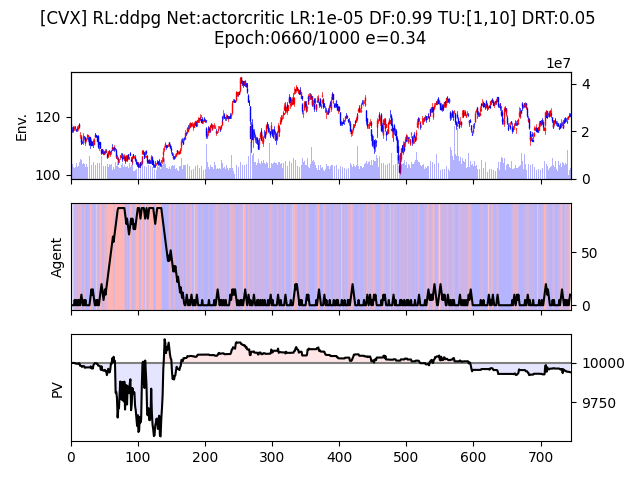 [CVX] RL:ddpg Net:actorcritic LR:1e-05 DF:0.99 TU:[1,10] DRT:0.05
Epoch:0660/1000 e=0.34
1e7
Env.
120
100
4
2
0
Agent
50
0
PV
10000
9750
0 100 200 300 400 500 600 700